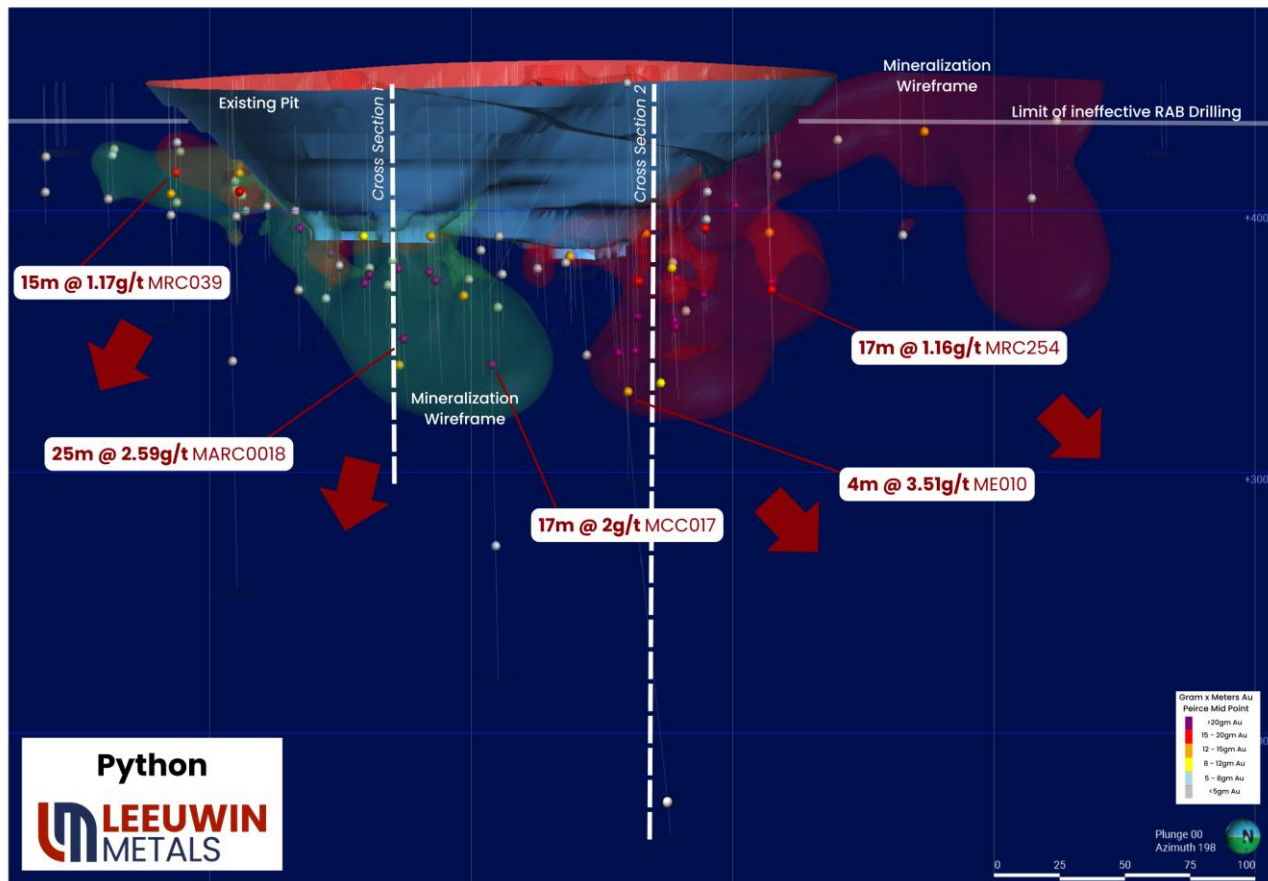 Existing Pit
Cross Section 1
Cross Section 2
Mineralization
Wireframe
Limit of ineffective RAB Drilling
+400
15m @ 1.17g/t MRC039
17m @ 1.16g/t MRC254
Mineralization
Wireframe
25m @ 2.59g/t MARC0018
+300
4m @ 3.51g/t ME010
17m @ 2g/t MCC017
Gram x Meters Au
Peirce Mid Point
>20gm Au
15 - 20gm Au
12 - 15gm Au
8 - 12gm Au
5 - 8gm Au
<5gm Au
Python
LEEUWIN
METALS
Plunge 00
Azimuth 198
N
0 25 50 75 100